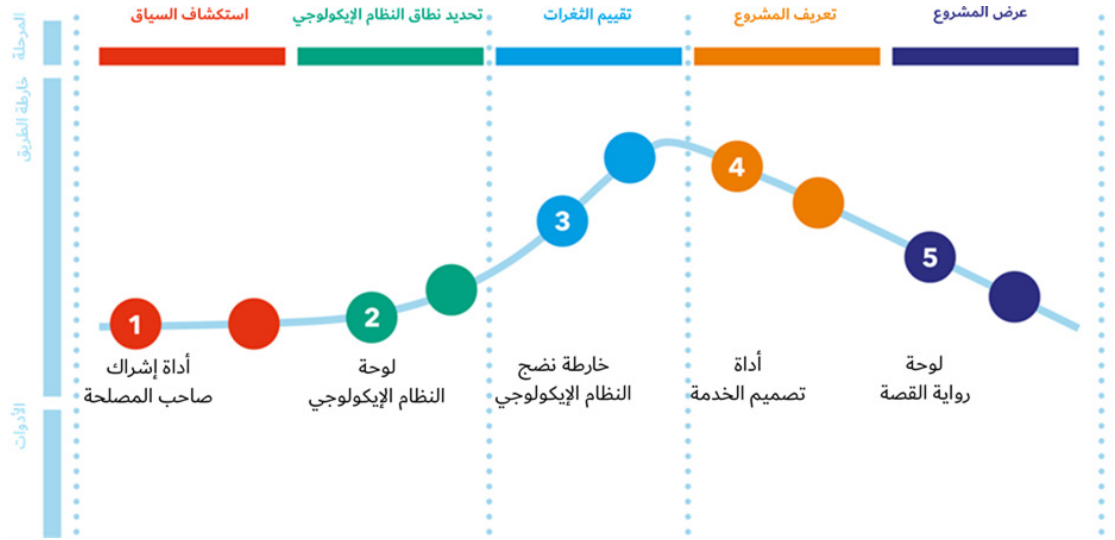 المرحلة
استكشاف السياق
تحديد نطاق النظام الإيكولوجي
تقييم الثغرات
تعريف المشروع
عرض المشروع
خارطة الطريق
1
2
3
4
5
أداة إشراك
صاحب المصلحة
لوحة
النظام الإيكولوجي
خارطة نضج
النظام الإيكولوجي
أداة
تصميم الخدمة
لوحة
رواية القصة
الأدوات